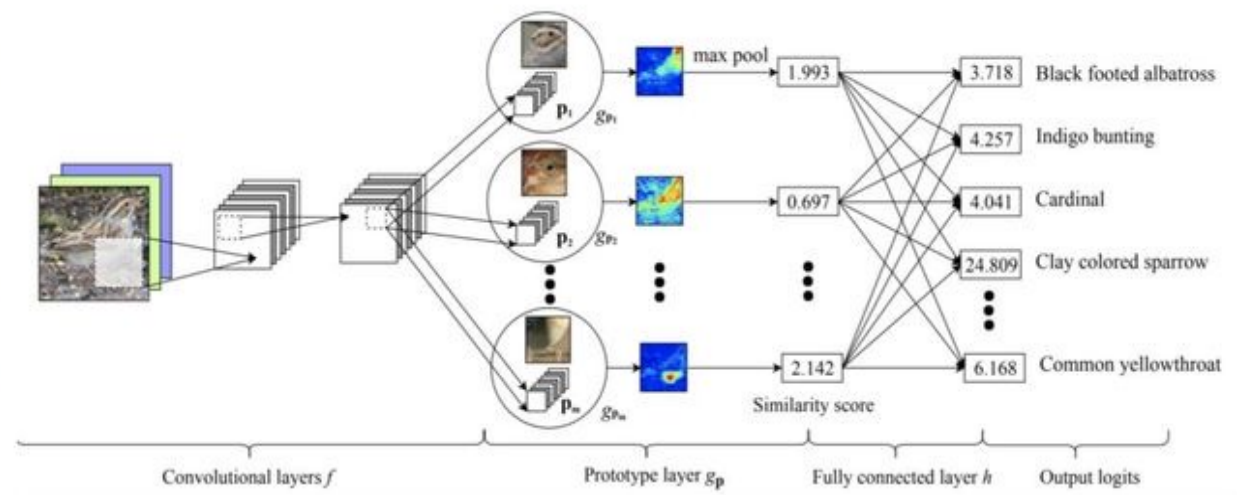 max pool
p1
gp1
1.993
3.718
Black footed albatross
4.257
Indigo bunting
p2
gp2
0.697
4.041
Cardinal
24.809
Clay colored sparrow
pm
gpm
2.142
6.168
Common yellowthroat
Similarity score
Convolutional layers f
Prototype layer gp
Fully connected layer h
Output logits